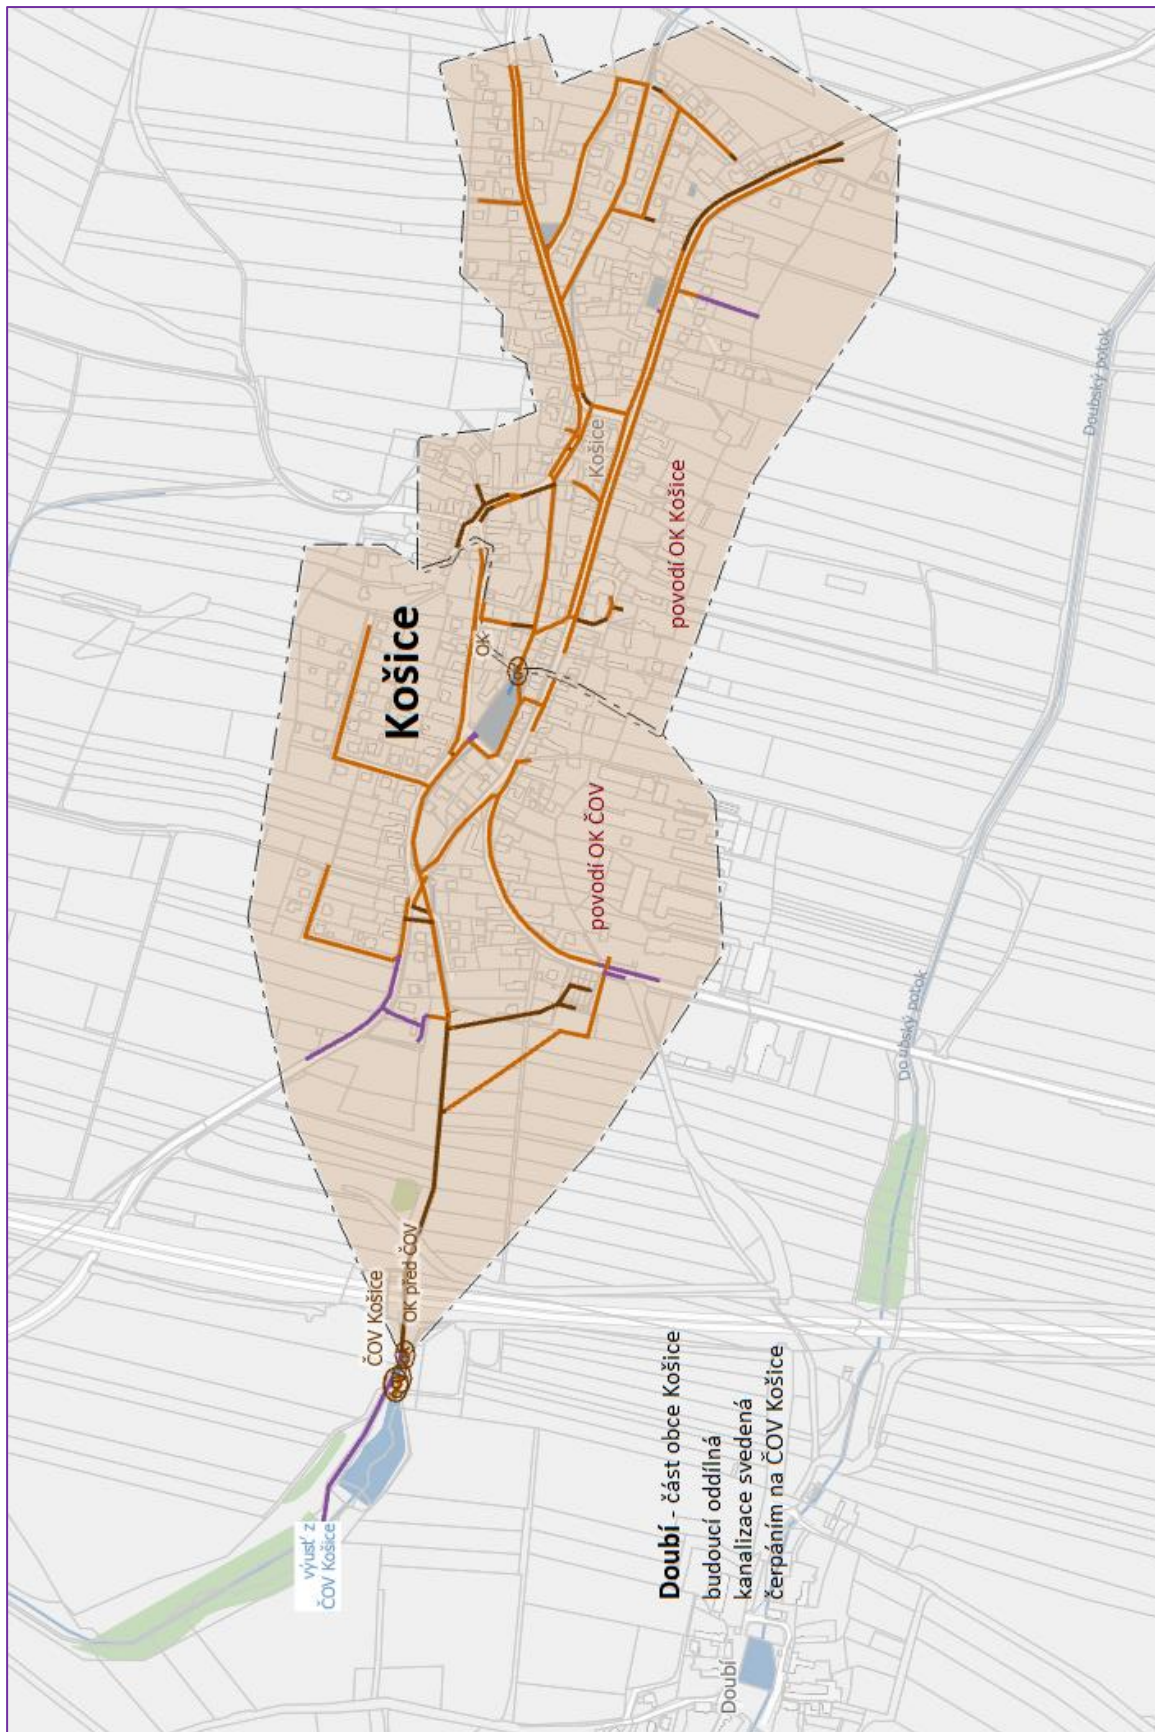 Košice
Košice
OK
povodí OK Košice
povodí OK ČOV
Doubský potok
Doubský potok
ČOV Košice
OK před ČOV
výusť z
ČOV Košice
Doubí - část obce Košice
budoucí oddílná
kanalizace svedená
čerpáním na ČOV Košice
Doubí